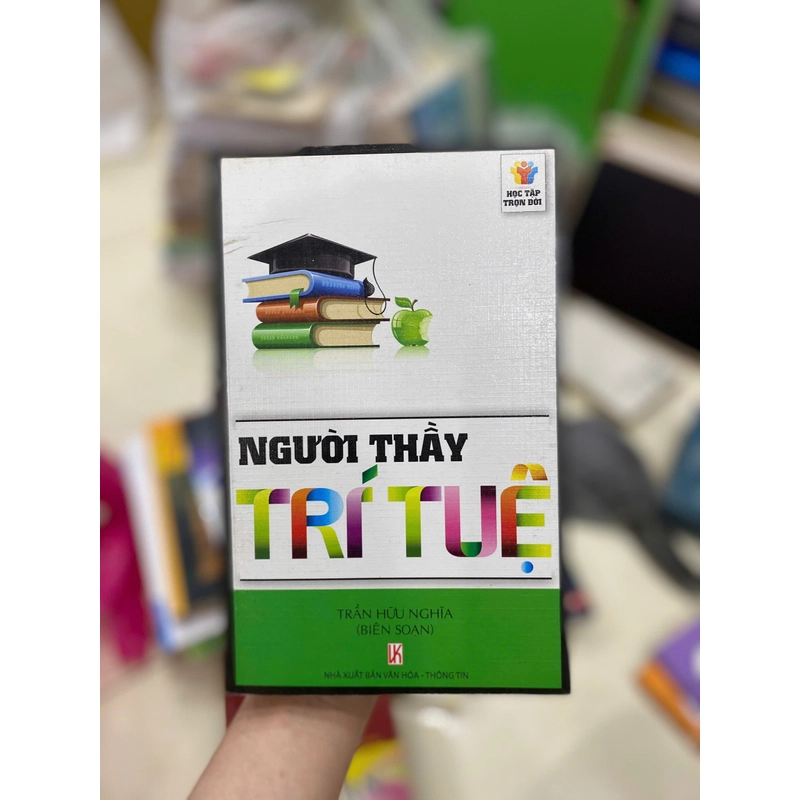 HỌC TẬP
TRỌN ĐỜI
NGƯỜI THẦY
TRÍ TUỆ
TRẦN HỮU NGHĨA
(BIÊN SOẠN)
VK
NHÀ XUẤT BẢN VĂN HÓA - THÔNG TIN